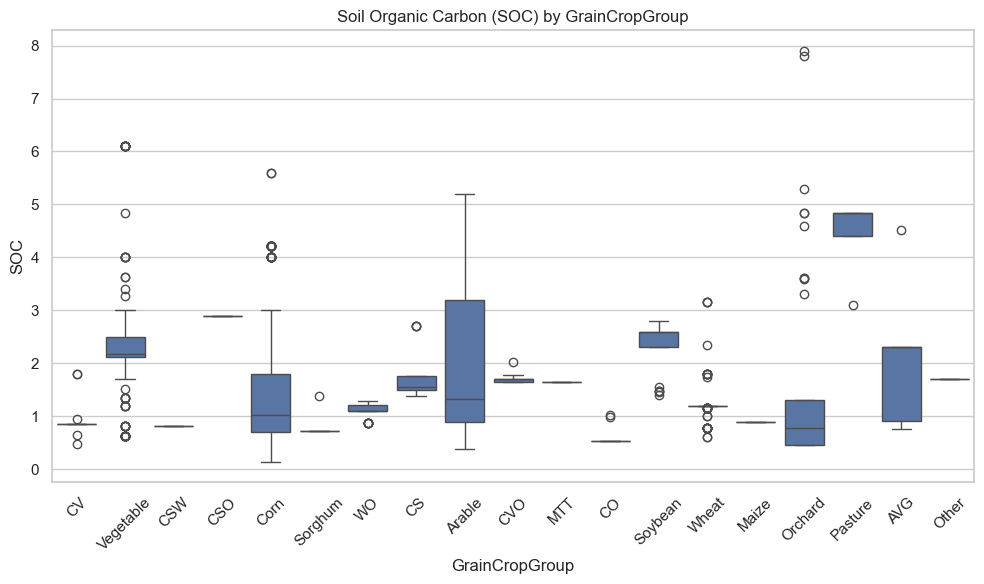 Soil Organic Carbon (SOC) by GrainCropGroup
SOC
8
7
6
5
4
3
2
1
0
CV
Vegetable
CSW
CSO
Corn
Sorghum
WO
CS
Arable
CVO
MTT
CO
Soybean
Wheat
Maize
Orchard
Pasture
AVG
Other
GrainCropGroup